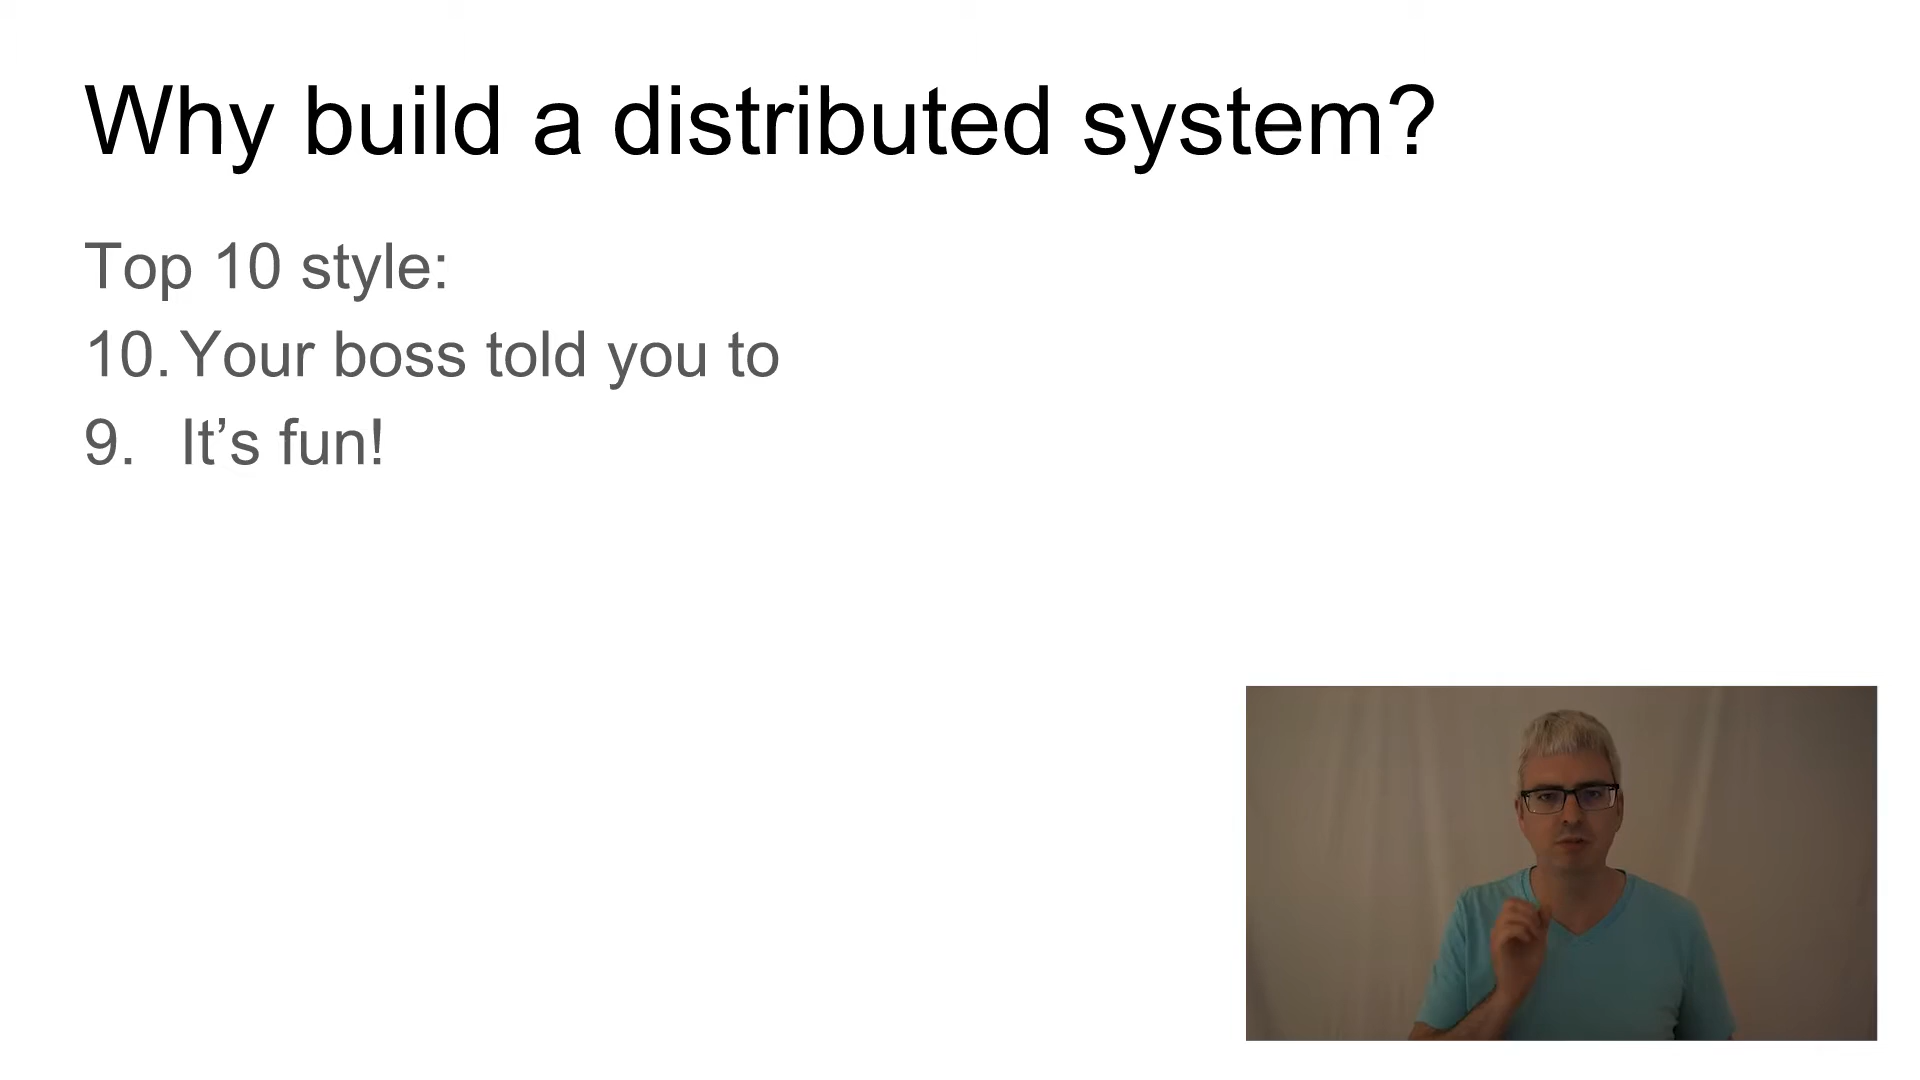 Why build a distributed system?
Top 10 style:
10. Your boss told you to
9. It’s fun!